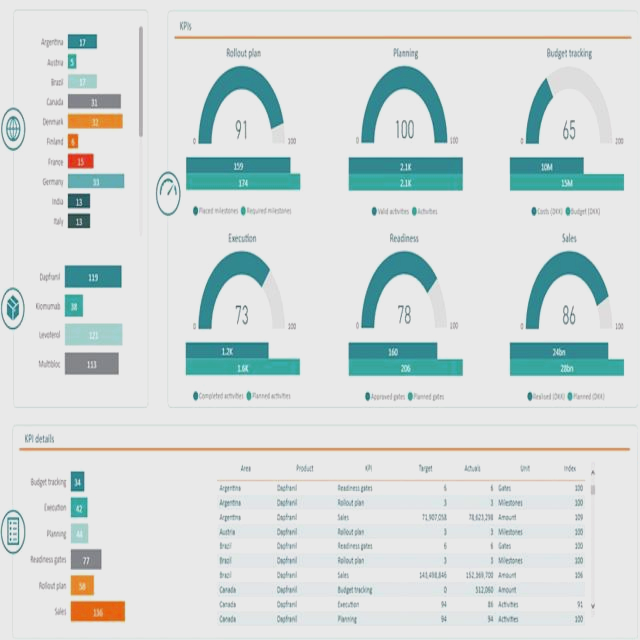 Argentina 17
Austria 5
Brazil 17
Canada 31
Denmark 32
Finland 6
France 15
Germany 33
India 13
Italy 13
Dapfranil 119
Kiomumab 38
Levoterol 121
Multibloc 113
KPIs
Rollout plan
91
0 100
159
174
Placed milestones Required milestones
Planning
100
0 100
2.1K
2.1K
Valid activities Activities
Budget tracking
65
0 200
10M
15M
Costs (DKK) Budget (DKK)
Execution
73
0 100
1.2K
1.6K
Completed activities Planned activities
Readiness
78
0 100
160
206
Approved gates Planned gates
Sales
86
0 100
24bn
28bn
Realised (DKK) Planned (DKK)
KPI details
Budget tracking 34
Execution 42
Planning 44
Readiness gates 77
Rollout plan 58
Sales 136
Area Product KPI Target Actuals Unit Index
Argentina Dapfranil Readiness gates 6 6 Gates 100
Argentina Dapfranil Rollout plan 3 3 Milestones 100
Argentina Dapfranil Sales 71,907,058 78,623,298 Amount 109
Austria Dapfranil Rollout plan 3 3 Milestones 100
Brazil Dapfranil Readiness gates 6 6 Gates 100
Brazil Dapfranil Rollout plan 3 3 Milestones 100
Brazil Dapfranil Sales 143,498,846 152,369,700 Amount 106
Canada Dapfranil Budget tracking 0 512,060 Amount
Canada Dapfranil Execution 94 86 Activities 91
Canada Dapfranil Planning 94 94 Activities 100